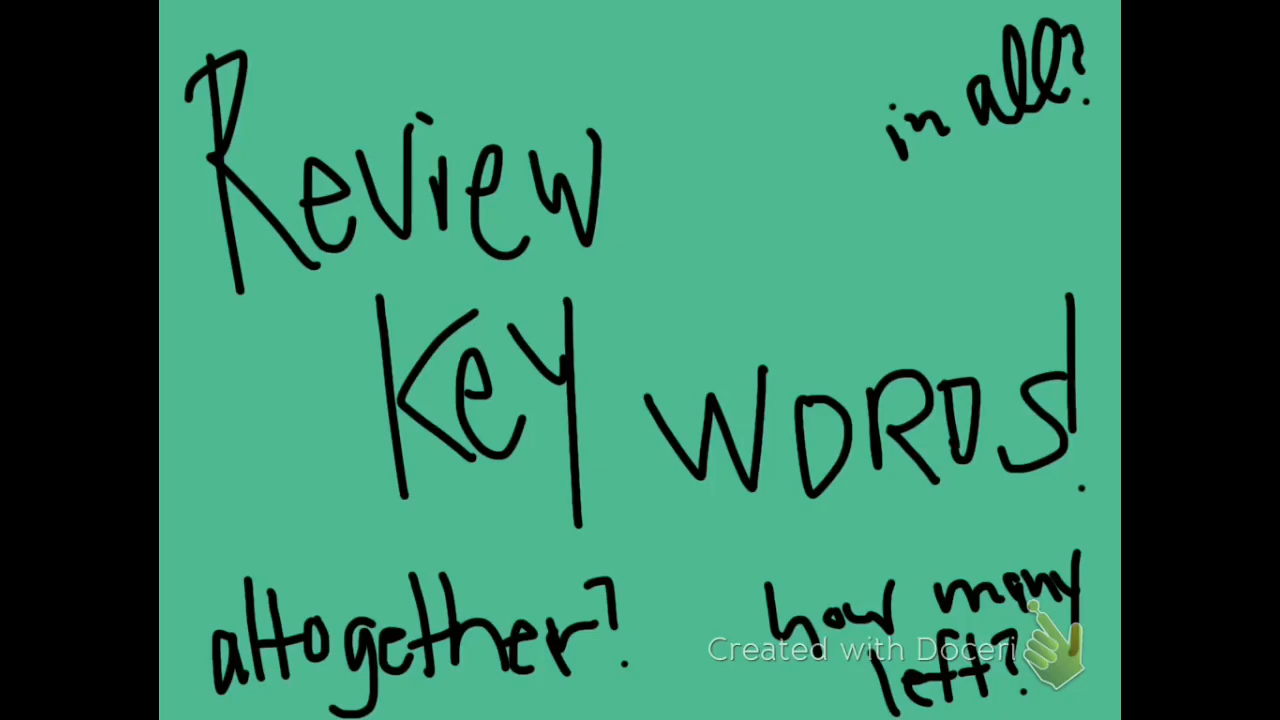 in all?
Review
Key WORDS!
altogether?
how many
left?
Created with Doceri